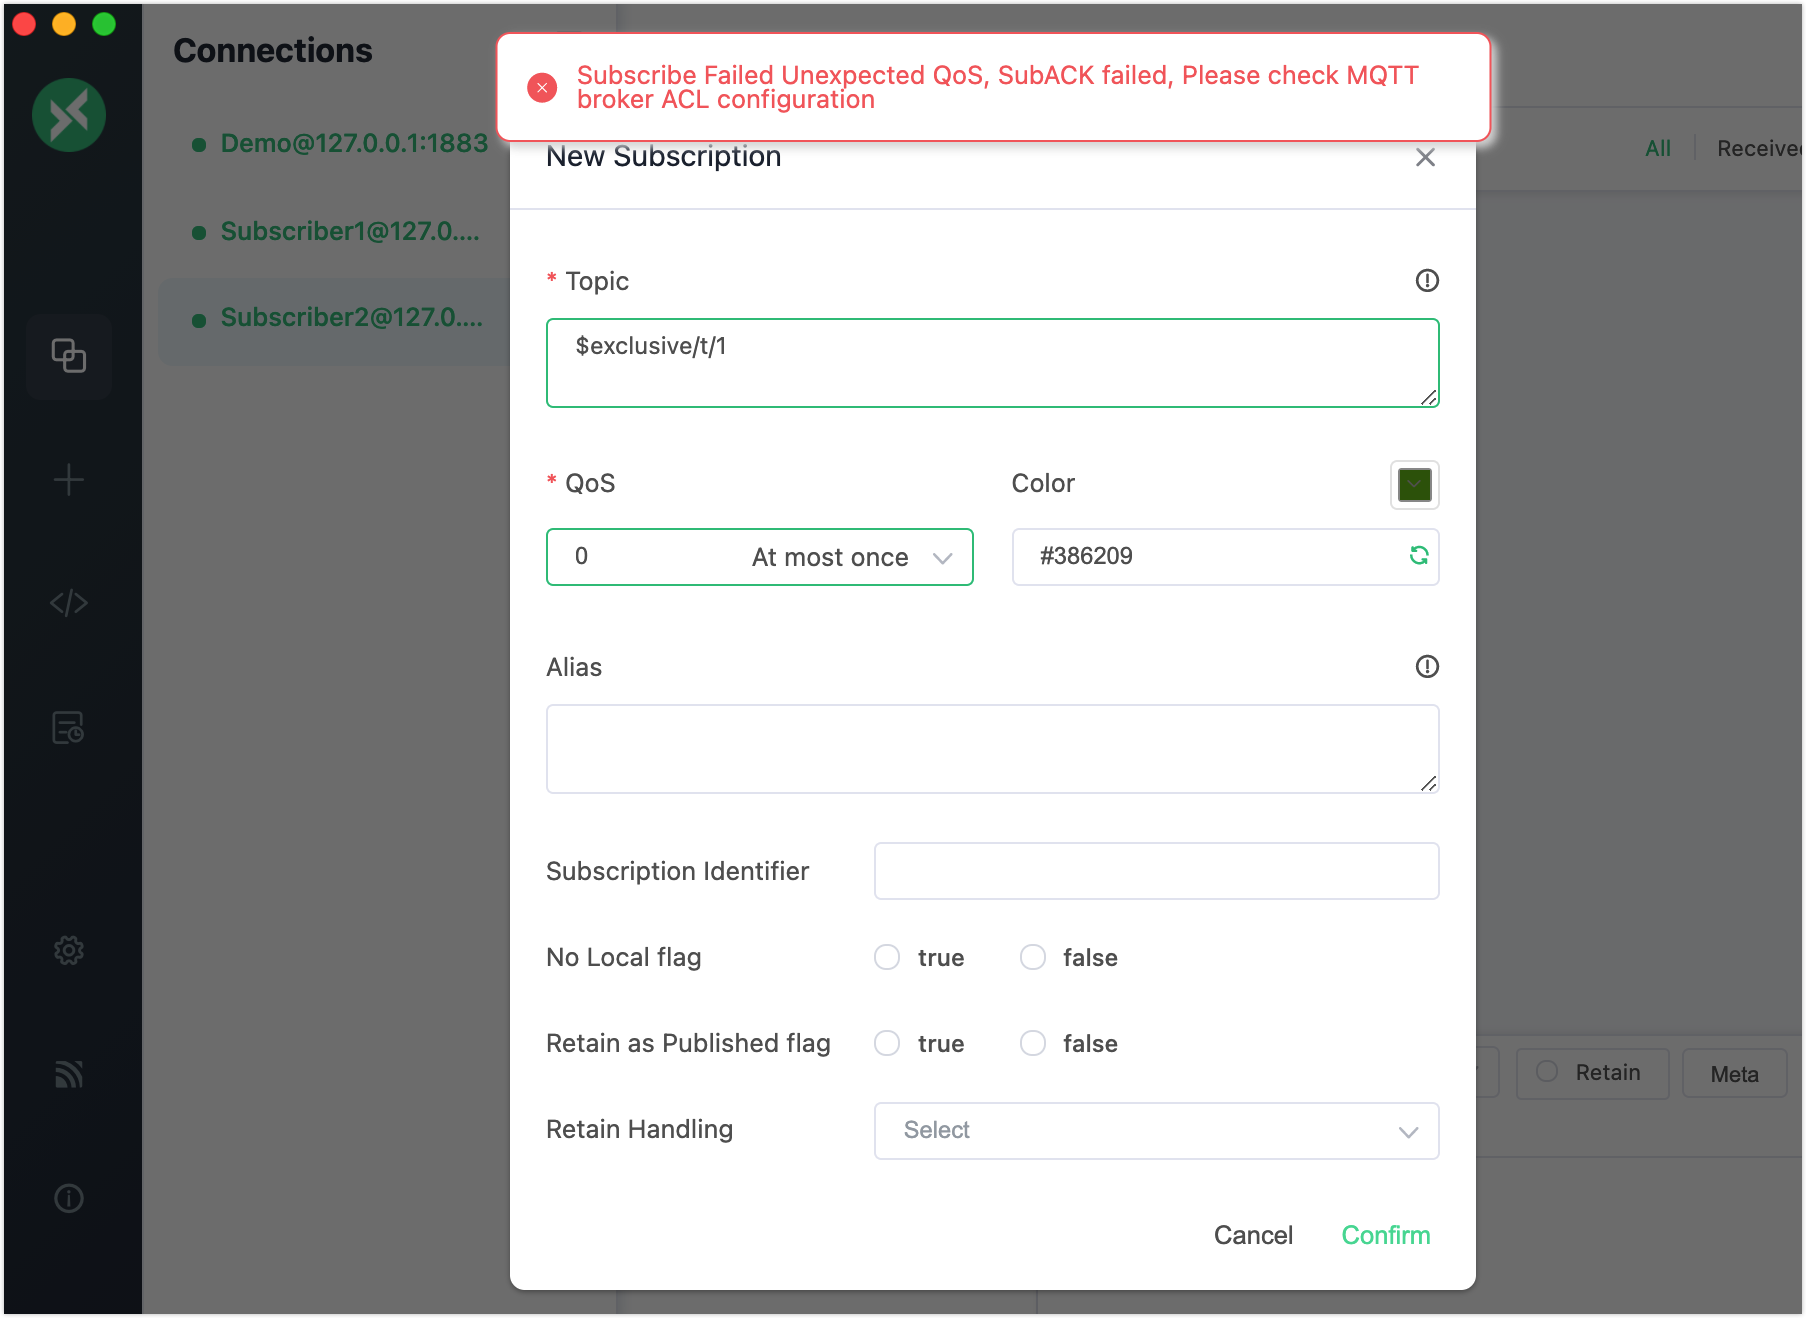 Connections
Demo@127.0.0.1:1883
Subscriber1@127.0....
Subscriber2@127.0....
Subscribe Failed Unexpected QoS, SubACK failed, Please check MQTT
broker ACL configuration
All
Received
New Subscription
* Topic
$exclusive/t/1
* QoS
Color
0 At most once
#386209
Alias
Subscription Identifier
No Local flag
true
false
Retain as Published flag
true
false
Retain Handling
Select
Cancel
Confirm
Retain
Meta